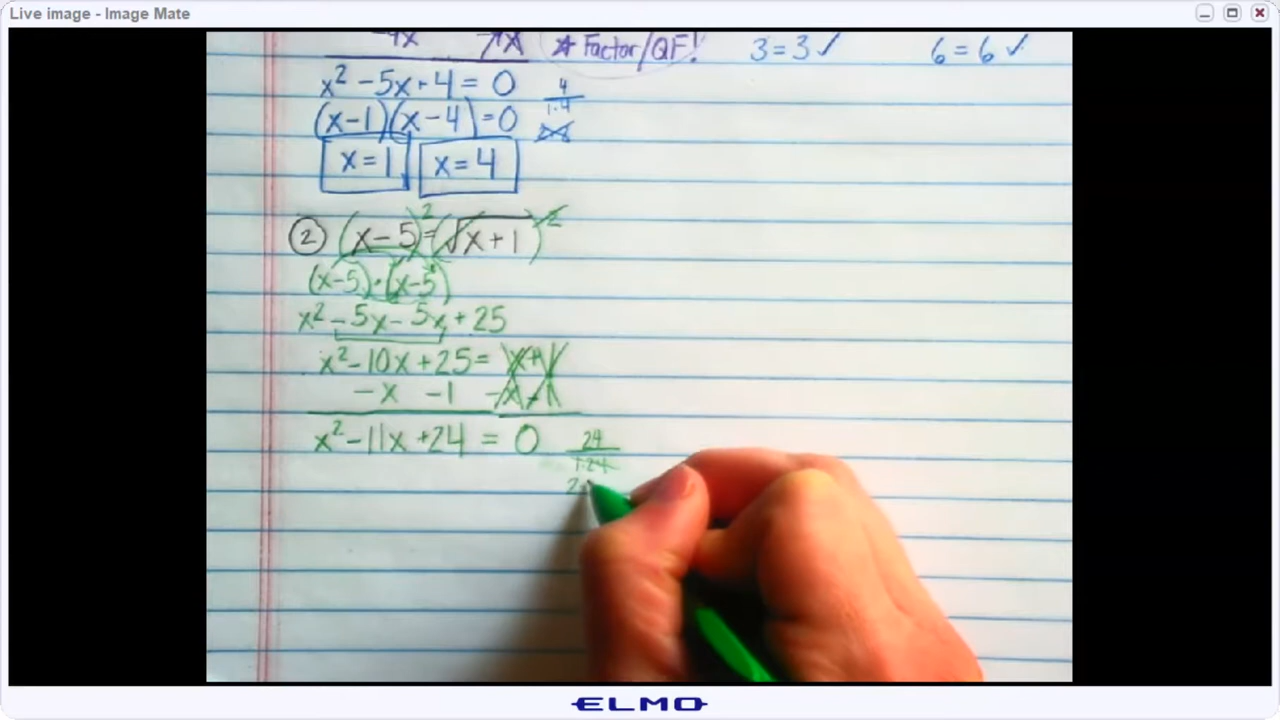 Live image - Image Mate
-4x +x ★ Factor/QF! 3 = 3 ✓ 6 = 6 ✓
x² - 5x + 4 = 0 4
(x-1)(x-4) = 0 1·4
x = 1 x = 4
② (x-5)² = (√x+1)²
(x-5)·(x-5)
x² - 5x - 5x + 25
x² - 10x + 25 = x+1
-x -1 -x -1
x² - 11x + 24 = 0 24
1·24
2
ELMO